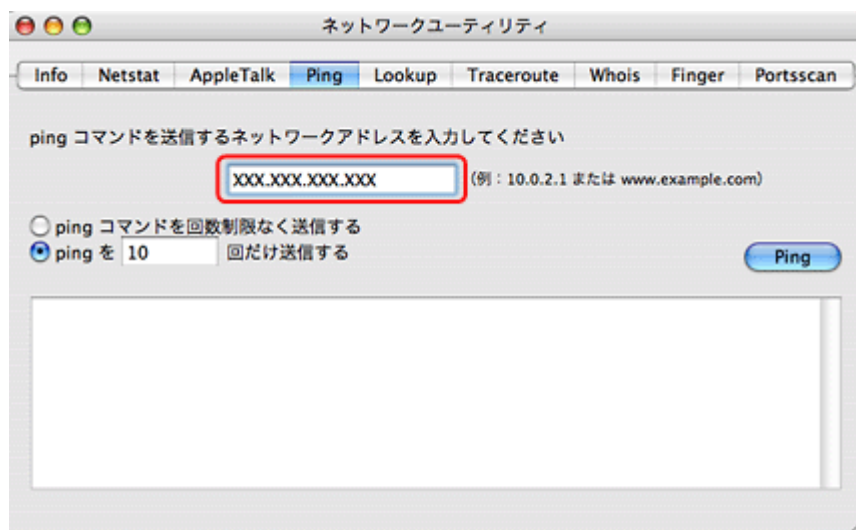 ネットワークユーティリティ
Info Netstat AppleTalk Ping Lookup Traceroute Whois Finger Portsscan
ping コマンドを送信するネットワークアドレスを入力してください
XXX.XXX.XXX.XXX (例：10.0.2.1 または www.example.com)
ping コマンドを回数制限なく送信する
ping を 10 回だけ送信する Ping